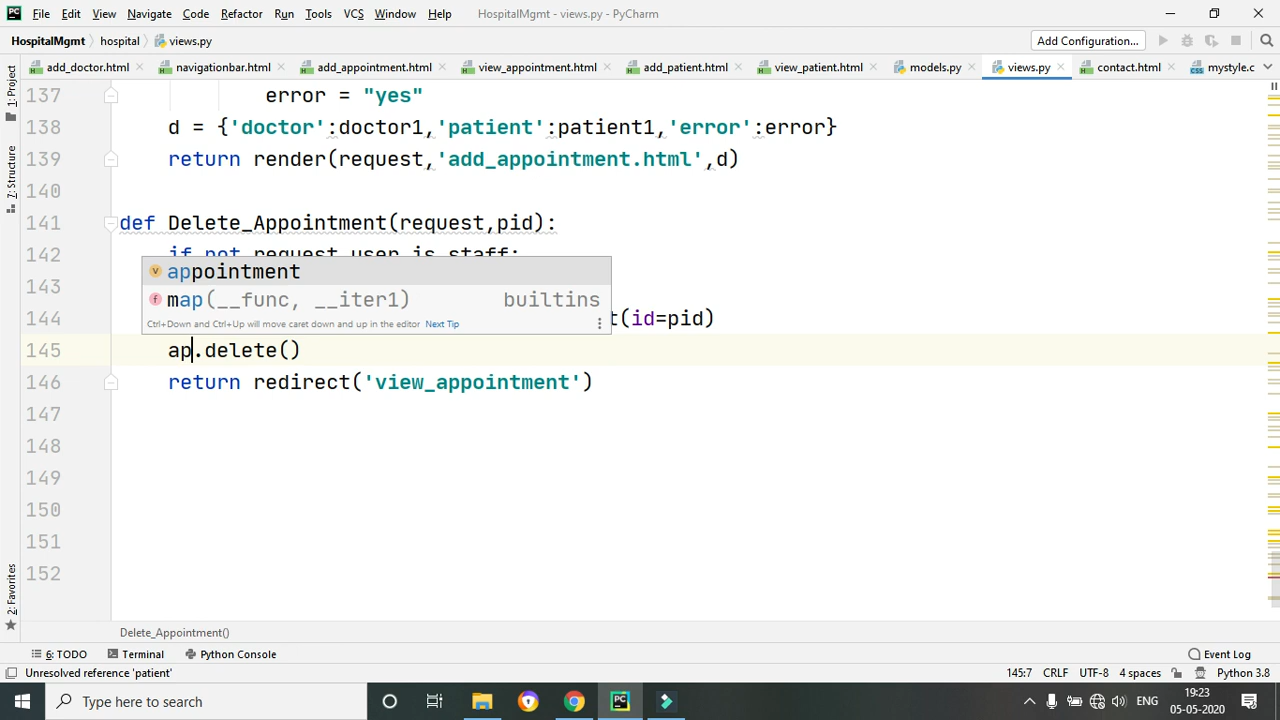 File Edit View Navigate Code Refactor Run Tools VCS Window Help HospitalMgmt - views.py - PyCharm
HospitalMgmt hospital views.py Add Configuration...
add_doctor.html navigationbar.html add_appointment.html view_appointment.html add_patient.html view_patient.html models.py views.py contact.html mystyle.c
1: Project
7: Structure
2: Favorites
137 error = "yes"
138 d = {'doctor':doctor1,'patient':patient1,'error':error}
139 return render(request,'add_appointment.html',d)
140
141 def Delete_Appointment(request,pid):
142 if not request.user.is_staff:
143
appointment
map(__func, __iter1) builtins
144 t(id=pid)
Ctrl+Down and Ctrl+Up will move caret down and up in the editor Next Tip
145 ap.delete()
146 return redirect('view_appointment')
147
148
149
150
151
152
Delete_Appointment()
6: TODO Terminal Python Console Event Log
Unresolved reference 'patient' 145:7 CRLF UTF-8 4 spaces Python 3.8
Type here to search ENG 19:23
05-05-2020